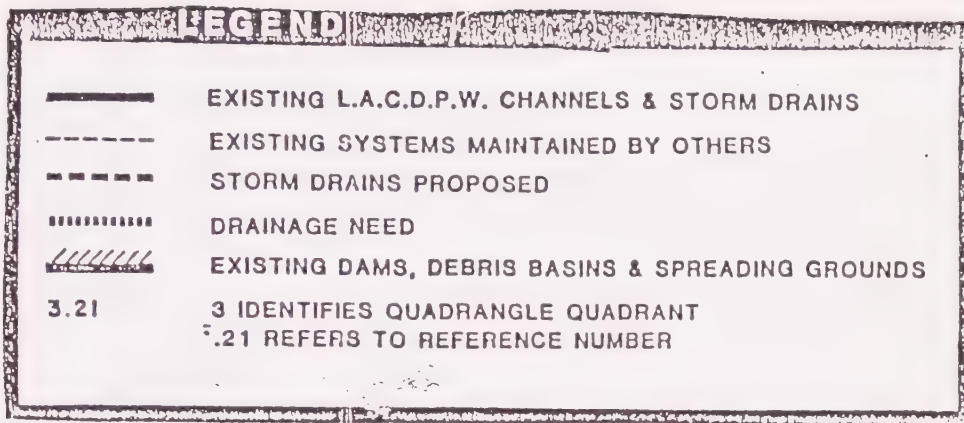 LEGEND
EXISTING L.A.C.D.P.W. CHANNELS & STORM DRAINS
EXISTING SYSTEMS MAINTAINED BY OTHERS
STORM DRAINS PROPOSED
DRAINAGE NEED
EXISTING DAMS, DEBRIS BASINS & SPREADING GROUNDS
3.21 3 IDENTIFIES QUADRANGLE QUADRANT
.21 REFERS TO REFERENCE NUMBER